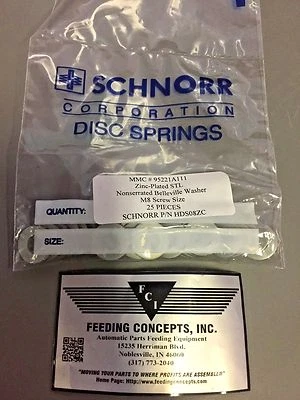 SCHNORR
CORPORATION
DISC SPRINGS
MMC # 95221A111
Zinc-Plated STL
Nonserrated Belleville Washer
M8 Screw Size
25 PIECES
SCHNORR P/N HDS08ZC
QUANTITY:
SIZE:
FCI
FEEDING CONCEPTS, INC.
Automatic Parts Feeding Equipment
15235 Herriman Blvd.
Noblesville, IN 46060
(317) 773-2040
"MOVING YOUR PARTS TO WHERE PROFITS ARE ASSEMBLED"
Home Page: http://www.feedingconcepts.com